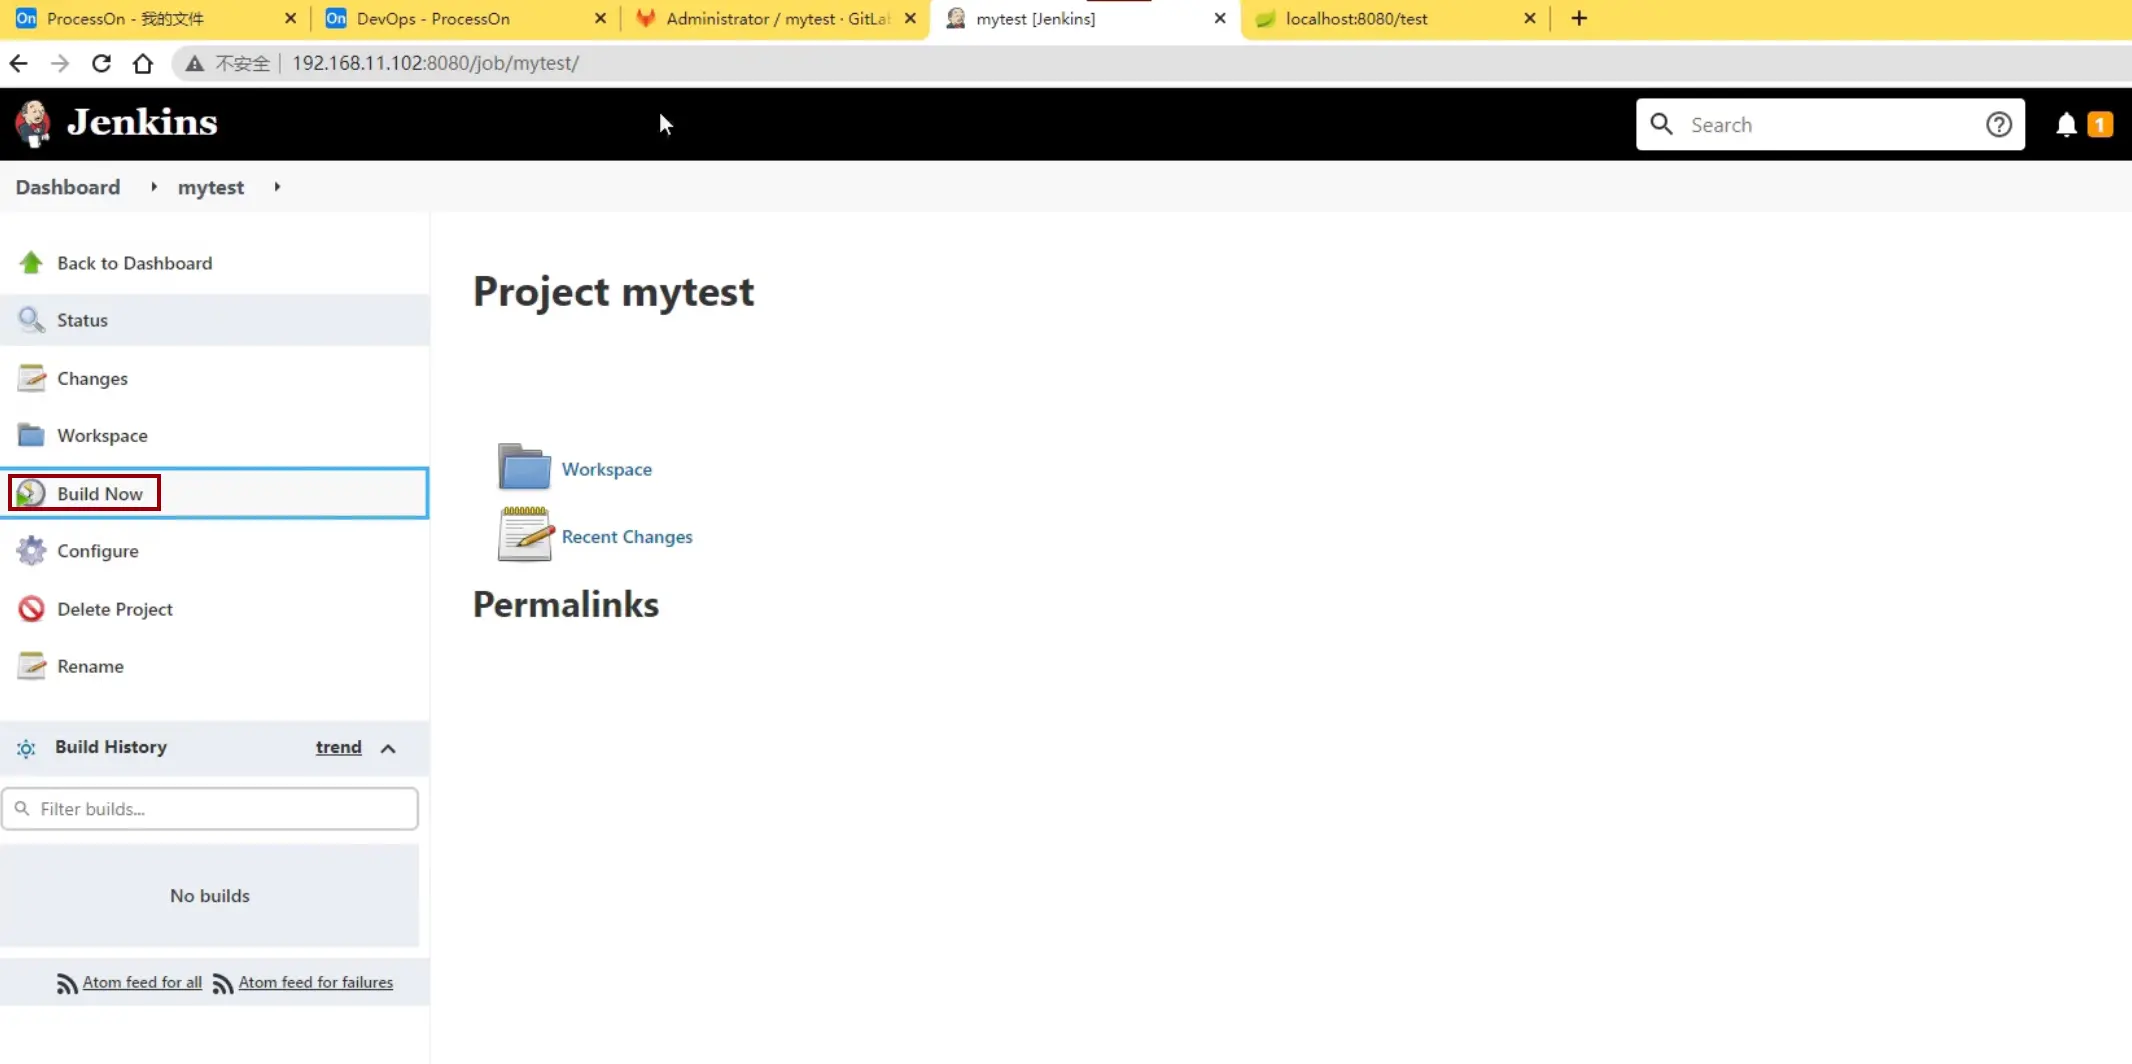 On ProcessOn - 我的文件
On DevOps - ProcessOn
Administrator / mytest · GitLa
mytest [Jenkins]
localhost:8080/test
不安全 192.168.11.102:8080/job/mytest/
Jenkins
Search
1
Dashboard mytest
Back to Dashboard
Status
Changes
Workspace
Build Now
Configure
Delete Project
Rename
Build History trend
Filter builds...
No builds
Atom feed for all Atom feed for failures
Project mytest
Workspace
Recent Changes
Permalinks